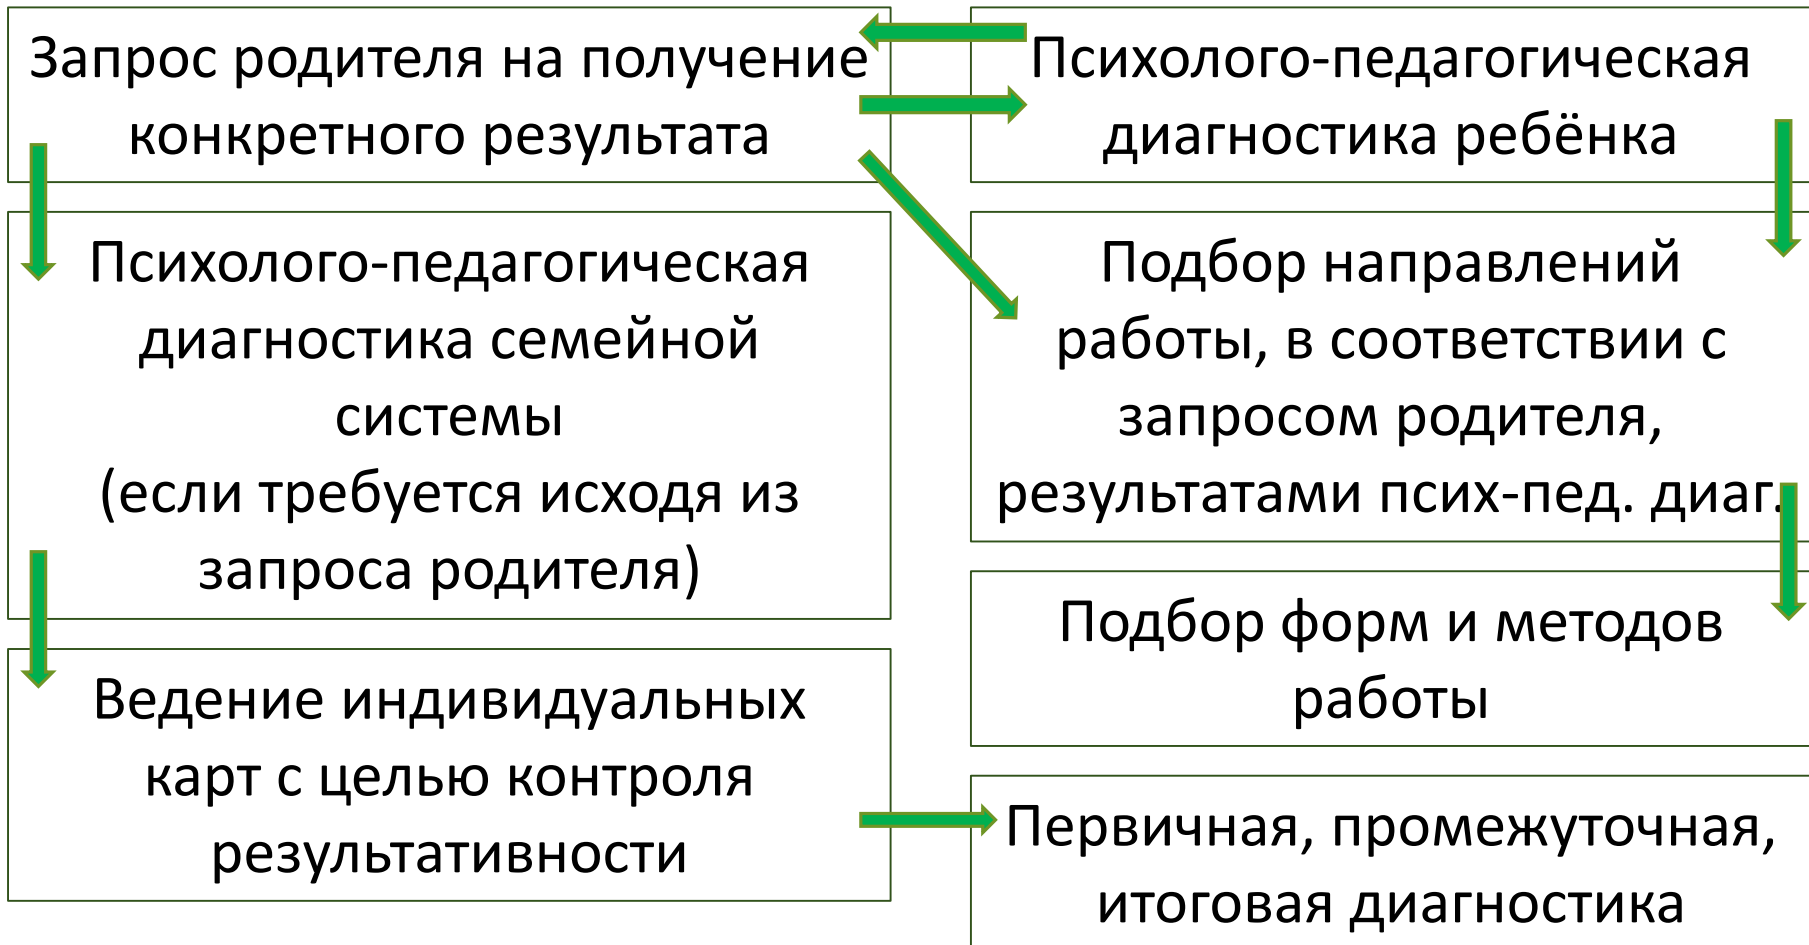 Запрос родителя на получение
конкретного результата
Психолого-педагогическая
диагностика ребёнка
Психолого-педагогическая
диагностика семейной
системы
(если требуется исходя из
запроса родителя)
Подбор направлений
работы, в соответствии с
запросом родителя,
результатами псих-пед. диаг.
Подбор форм и методов
работы
Ведение индивидуальных
карт с целью контроля
результативности
Первичная, промежуточная,
итоговая диагностика